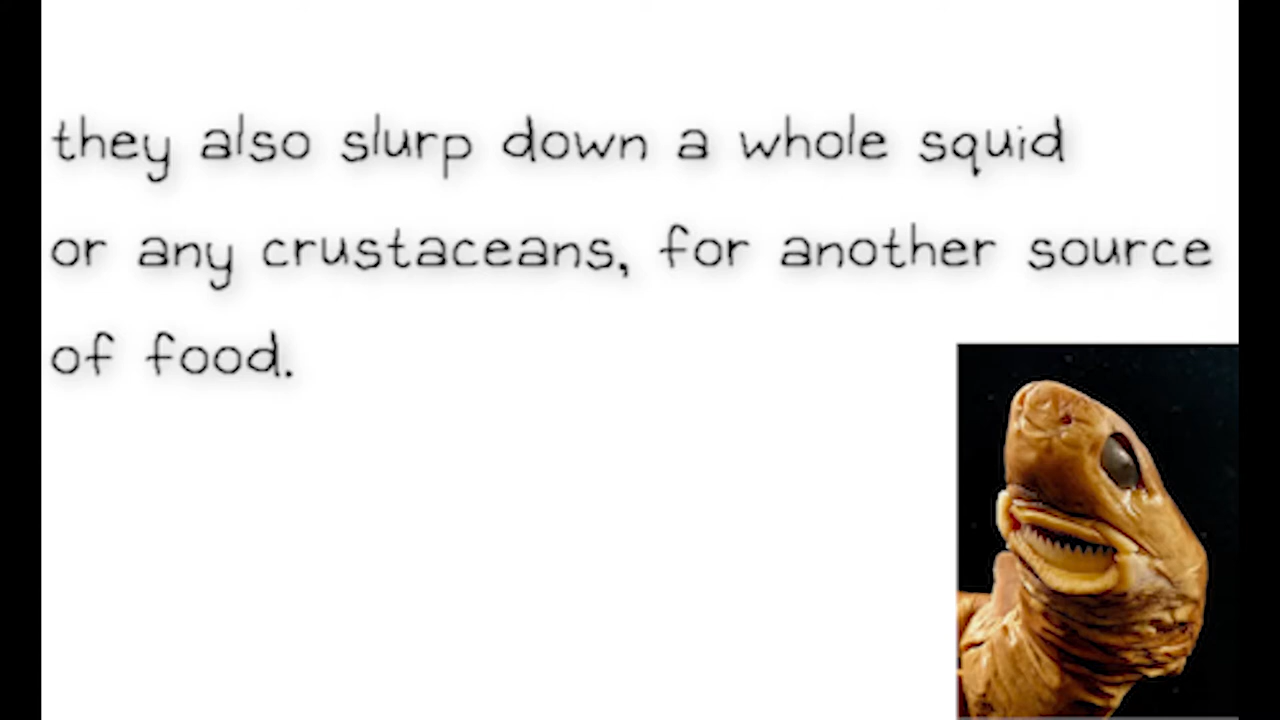 they also slurp down a whole squid
or any crustaceans, for another source
of food.